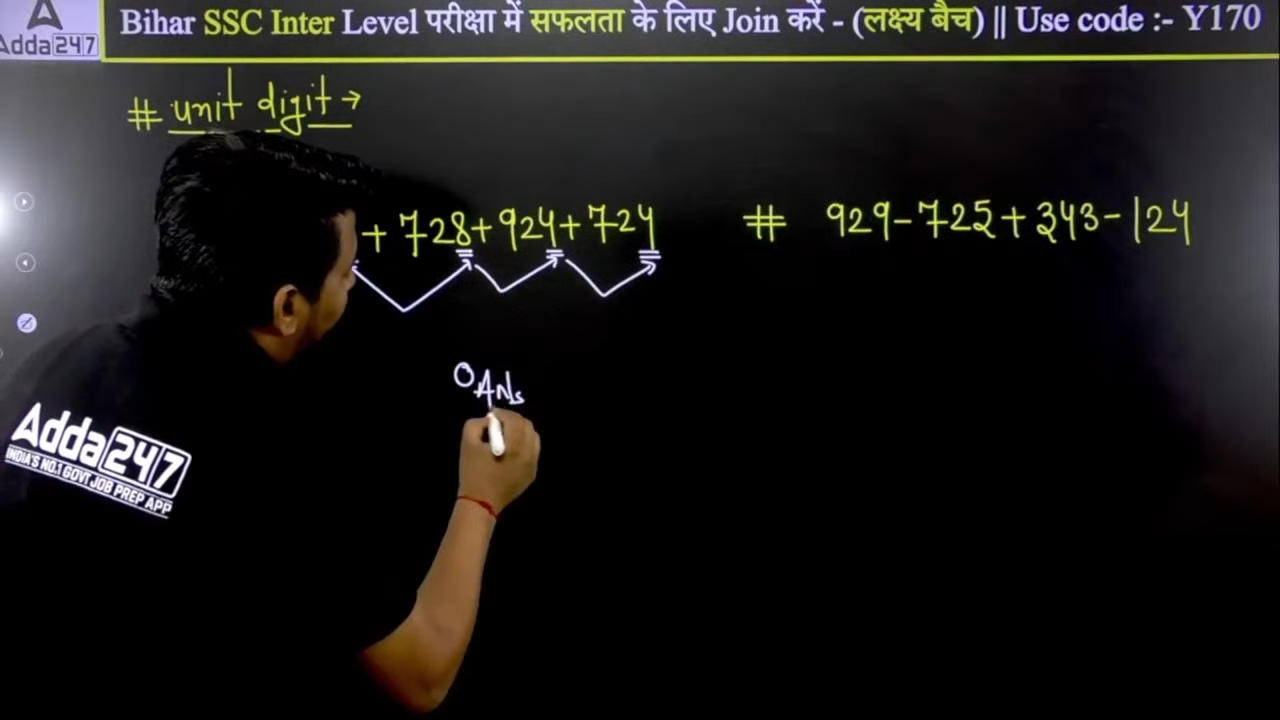 Bihar SSC Inter Level परीक्षा में सफलता के लिए Join करें - (लक्ष्य बैच) || Use code :- Y170
Adda247
# unit digit →
+ 728 + 924 + 724
# 929 - 725 + 343 - 124
0 ANs
Adda247
INDIA'S NO.1 GOVT JOB PREP APP